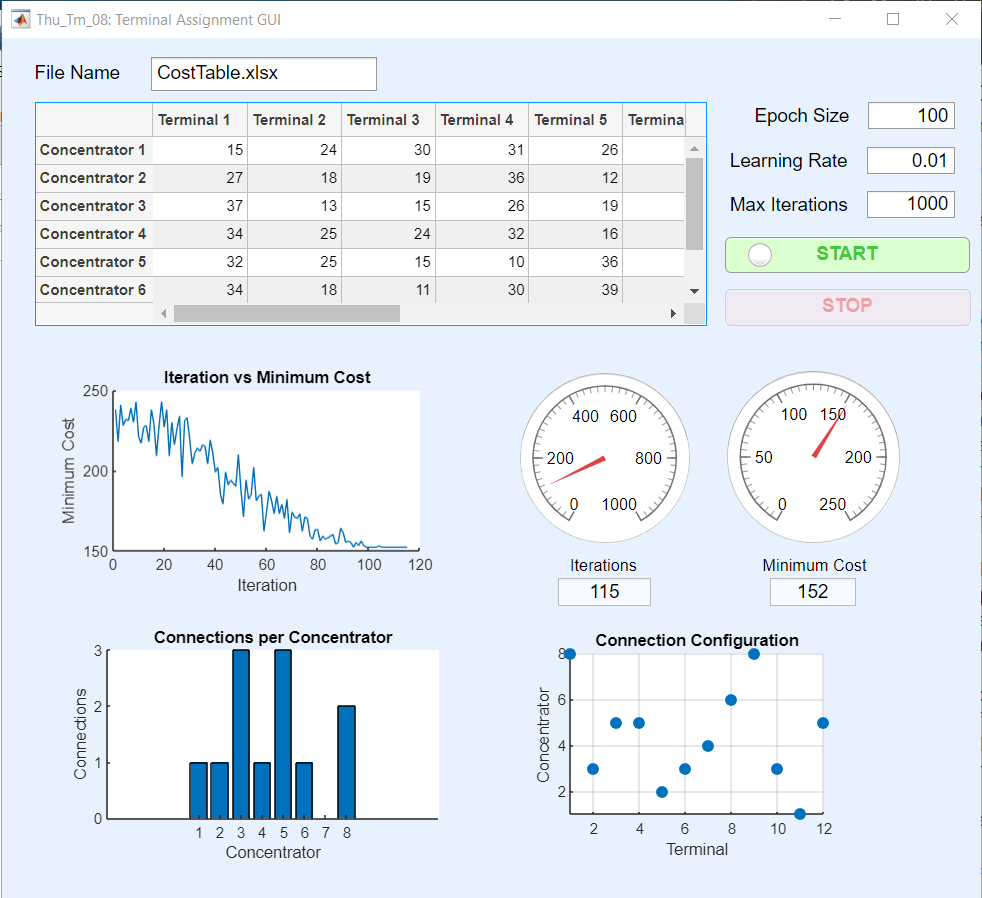 Thu_Tm_08: Terminal Assignment GUI
File Name CostTable.xlsx
Terminal 1 Terminal 2 Terminal 3 Terminal 4 Terminal 5 Termina
Concentrator 1 15 24 30 31 26
Concentrator 2 27 18 19 36 12
Concentrator 3 37 13 15 26 19
Concentrator 4 34 25 24 32 16
Concentrator 5 32 25 15 10 36
Concentrator 6 34 18 11 30 39
Epoch Size 100
Learning Rate 0.01
Max Iterations 1000
START
STOP
Iteration vs Minimum Cost
Minimum Cost
250
200
150
0 20 40 60 80 100 120
Iteration
400 600
200 800
0 1000
Iterations
115
100 150
50 200
0 250
Minimum Cost
152
Connections per Concentrator
Connections
3
2
1
0
1 2 3 4 5 6 7 8
Concentrator
Connection Configuration
Concentrator
8
6
4
2
2 4 6 8 10 12
Terminal